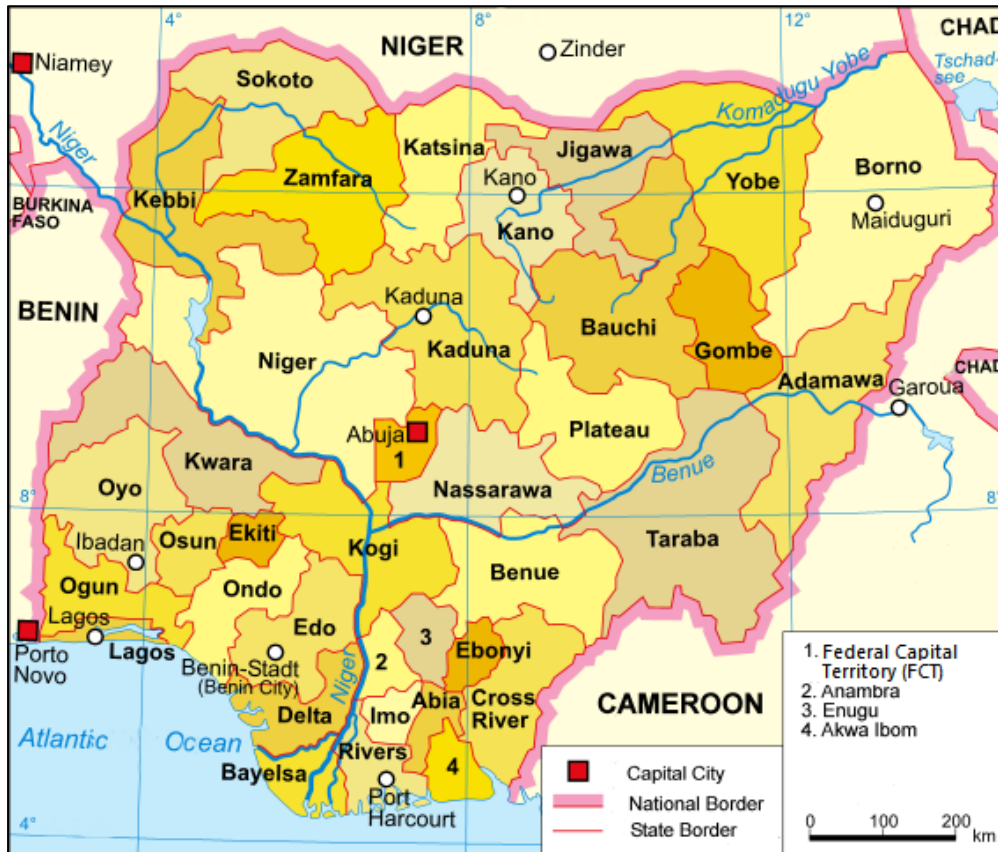 4°
8°
12°
CHAD
NIGER
Zinder
Niamey
Sokoto
Tschad-
see
Komadugu Yobe
Niger
Katsina
Jigawa
Zamfara
Kano
Yobe
Borno
Kebbi
BURKINA
FASO
Kano
Maiduguri
BENIN
Kaduna
Bauchi
Niger
Kaduna
Gombe
CHAD
Adamawa
Garoua
Abuja
1
Plateau
Kwara
Nassarawa
Benue
Oyo
8°
8°
Ibadan
Osun
Ekiti
Kogi
Taraba
Benue
Ogun
Ondo
Lagos
Edo
3
Ebonyi
Porto
Novo
Lagos
Benin-Stadt
(Benin City)
2
Niger
Abia
Cross
River
CAMEROON
Delta
Imo
Atlantic Ocean
Rivers
Bayelsa
4
Port
Harcourt
4°
1. Federal Capital
Territory (FCT)
2. Anambra
3. Enugu
4. Akwa Ibom
Capital City
National Border
State Border
0 100 200
km